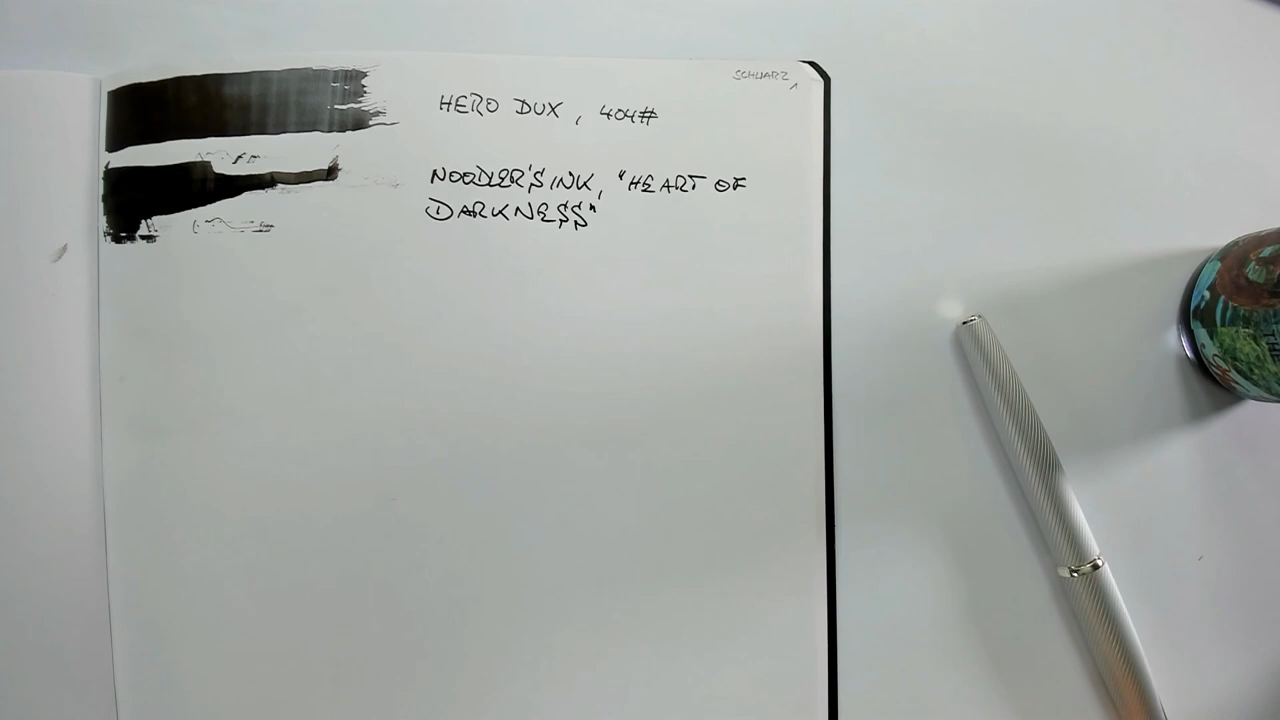 SCHWARZ
1
HERO DUX, 404#
NOODLER'S INK, "HEART OF
DARKNESS"